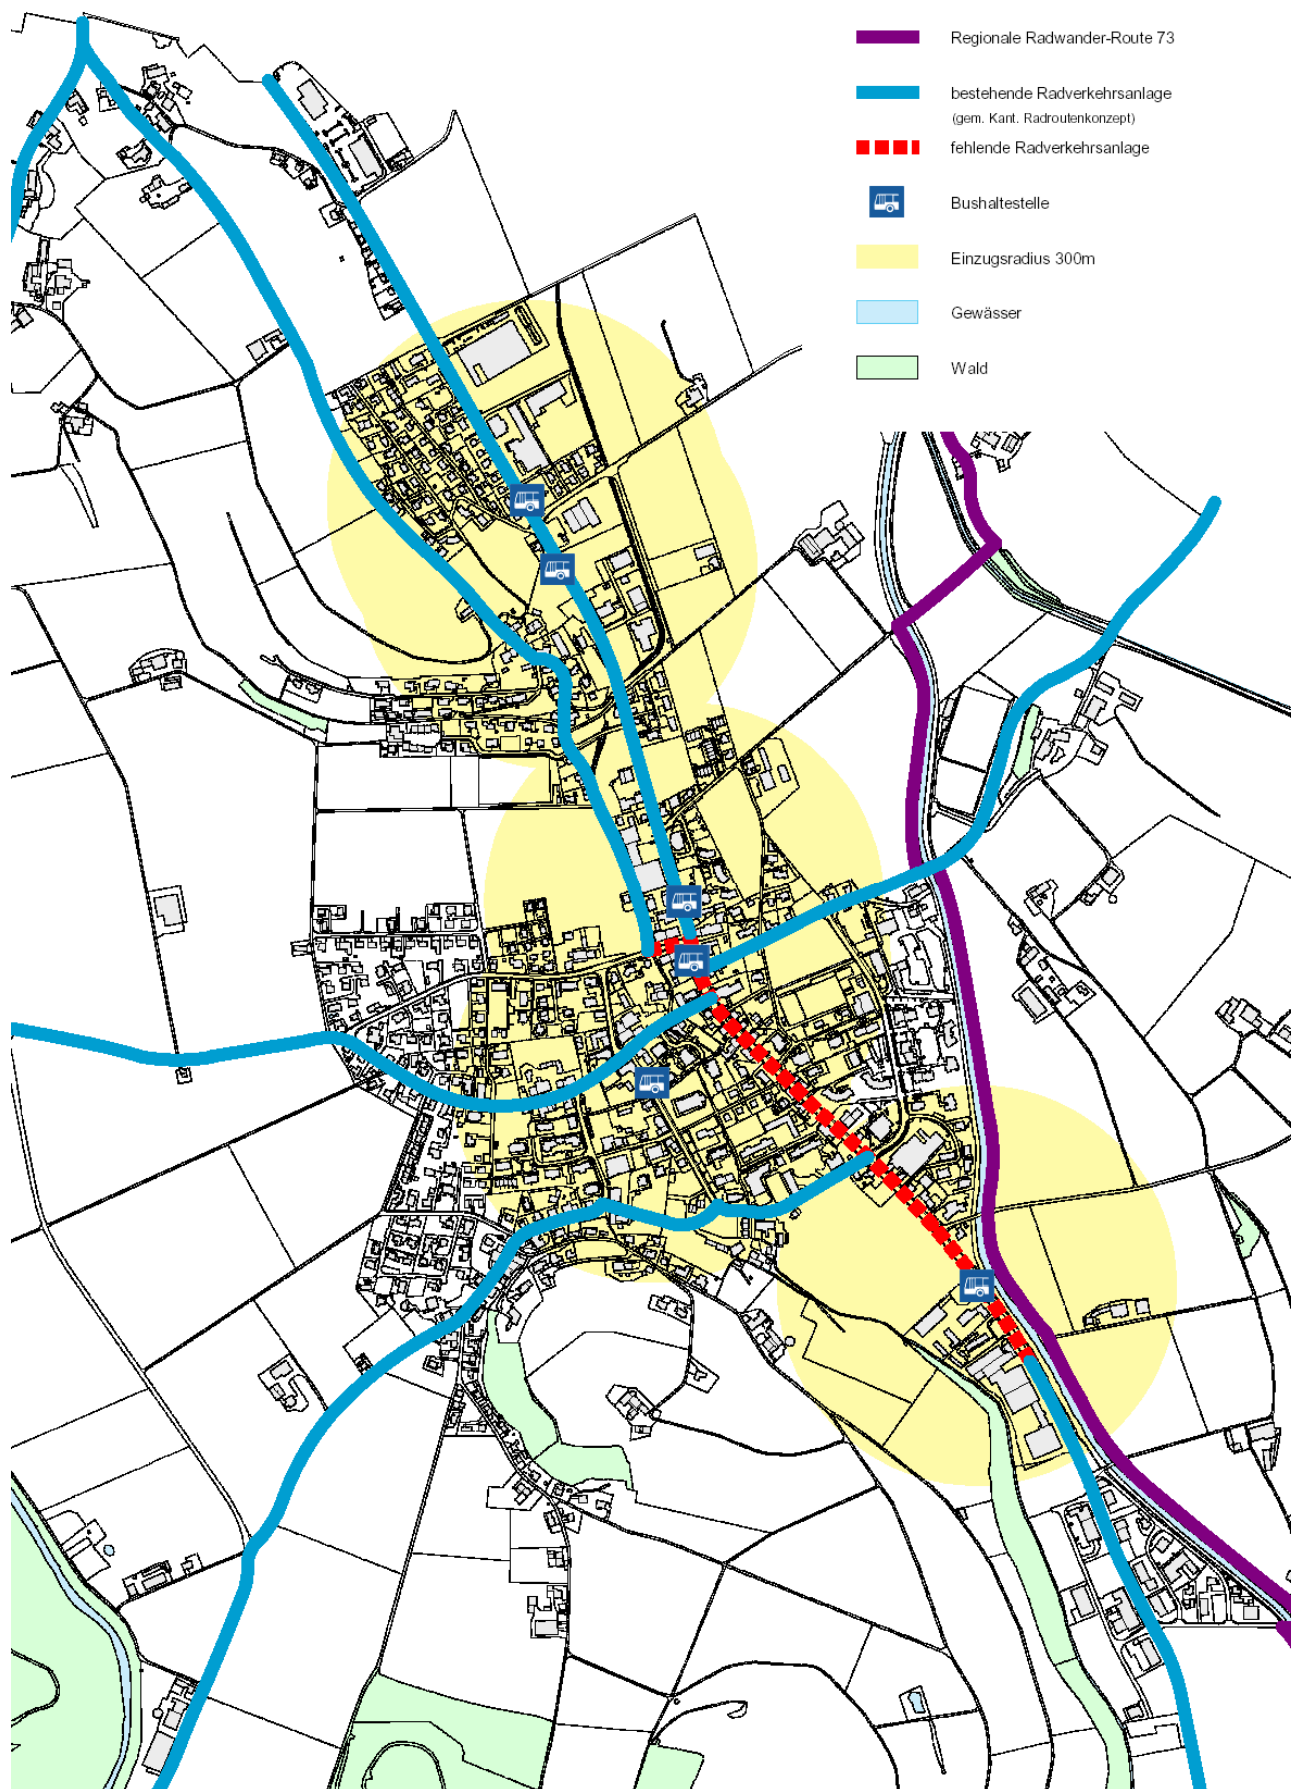 Regionale Radwander-Route 73
bestehende Radverkehrsanlage
(gem. Kant. Radroutenkonzept)
fehlende Radverkehrsanlage
Bushaltestelle
Einzugsradius 300m
Gewässer
Wald